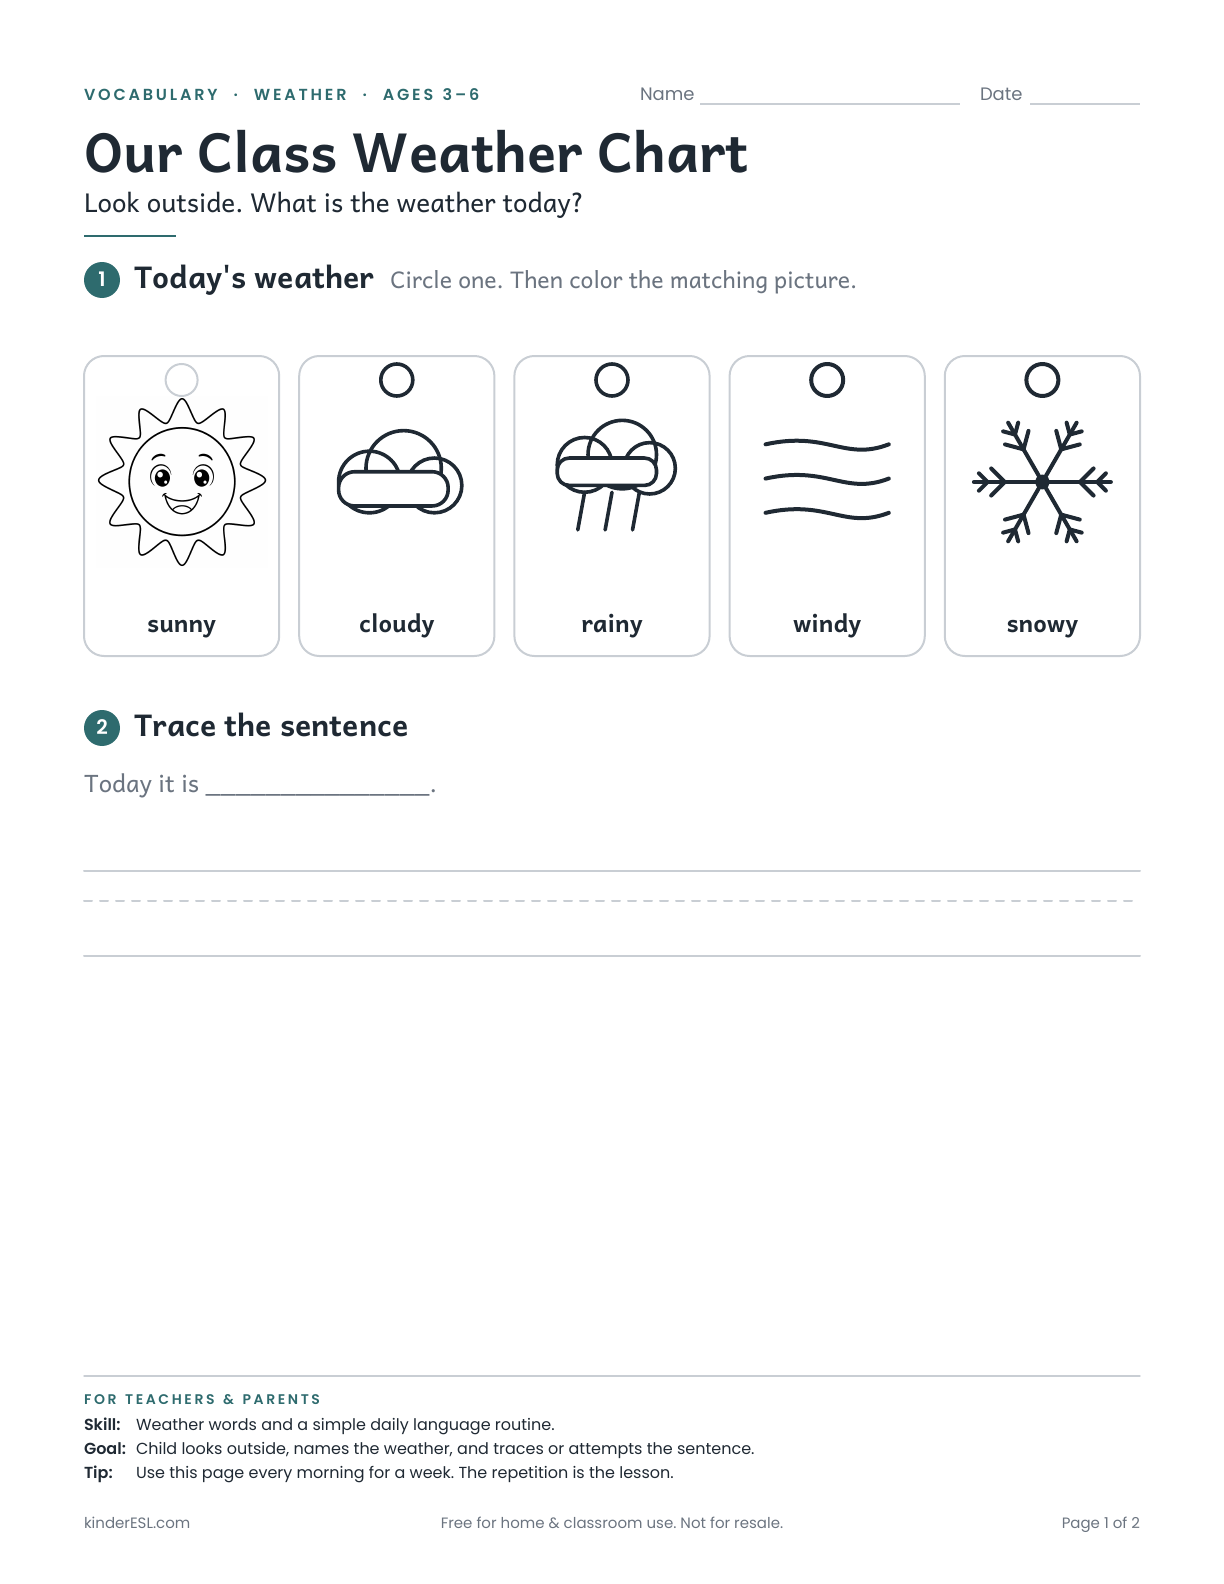 VOCABULARY · WEATHER · AGES 3–6 Name Date
Our Class Weather Chart
Look outside. What is the weather today?
1 Today's weather Circle one. Then color the matching picture.
sunny cloudy rainy windy snowy
2 Trace the sentence
Today it is _______________.
FOR TEACHERS & PARENTS
Skill: Weather words and a simple daily language routine.
Goal: Child looks outside, names the weather, and traces or attempts the sentence.
Tip: Use this page every morning for a week. The repetition is the lesson.
kinderESL.com Free for home & classroom use. Not for resale. Page 1 of 2